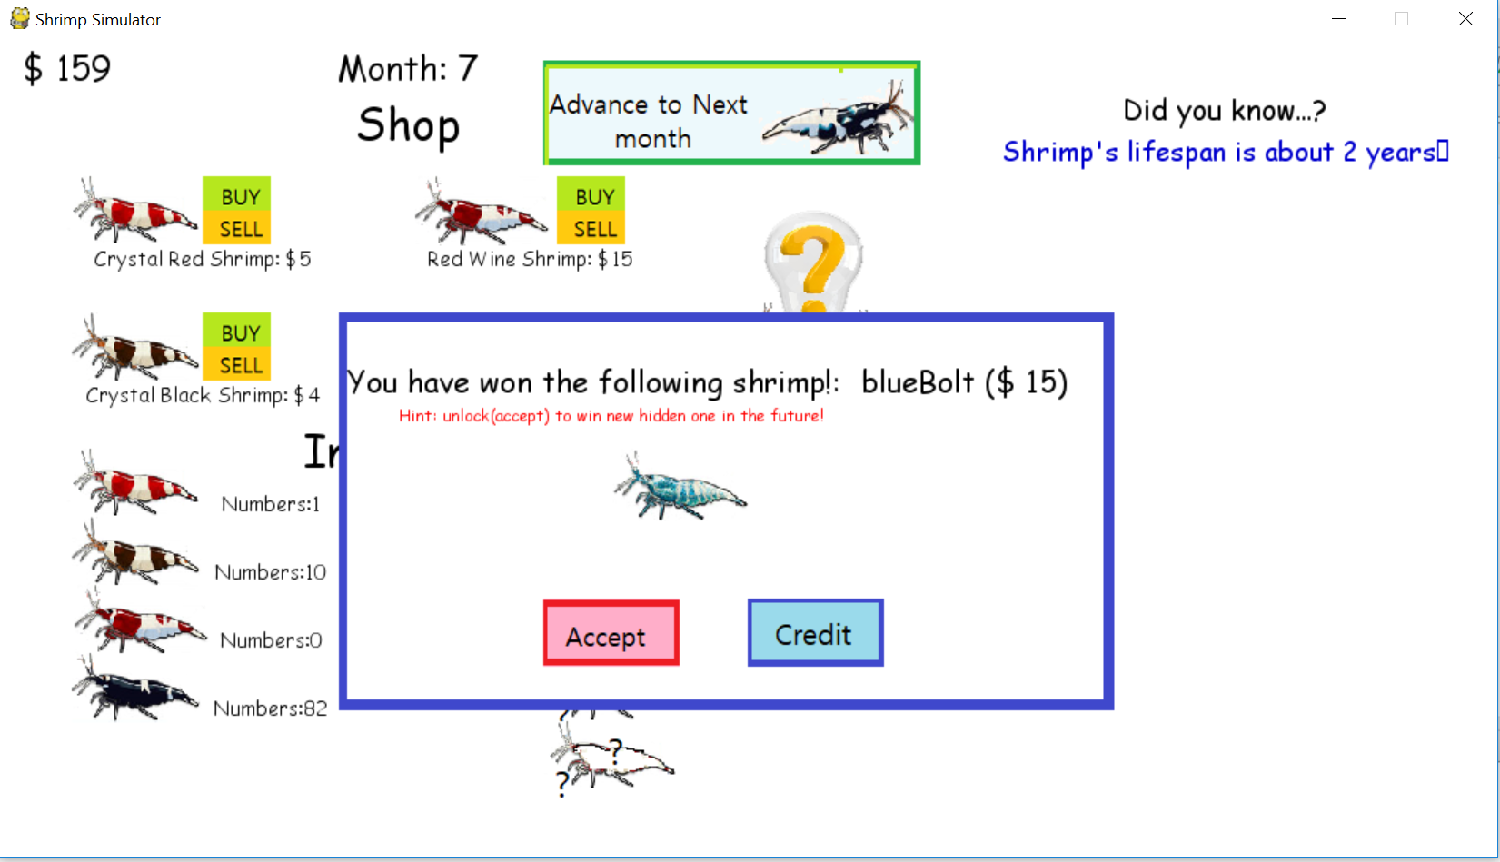 Shrimp Simulator
$ 159
Month: 7
Shop
Advance to Next
month
Did you know...?
Shrimp's lifespan is about 2 years
BUY
SELL
Crystal Red Shrimp: $ 5
BUY
SELL
Red Wine Shrimp: $ 15
?
BUY
SELL
Crystal Black Shrimp: $ 4
You have won the following shrimp!: blueBolt ($ 15)
Hint: unlock(accept) to win new hidden one in the future!
Numbers:1
Numbers:10
Numbers:0
Numbers:82
Accept
Credit
?
?